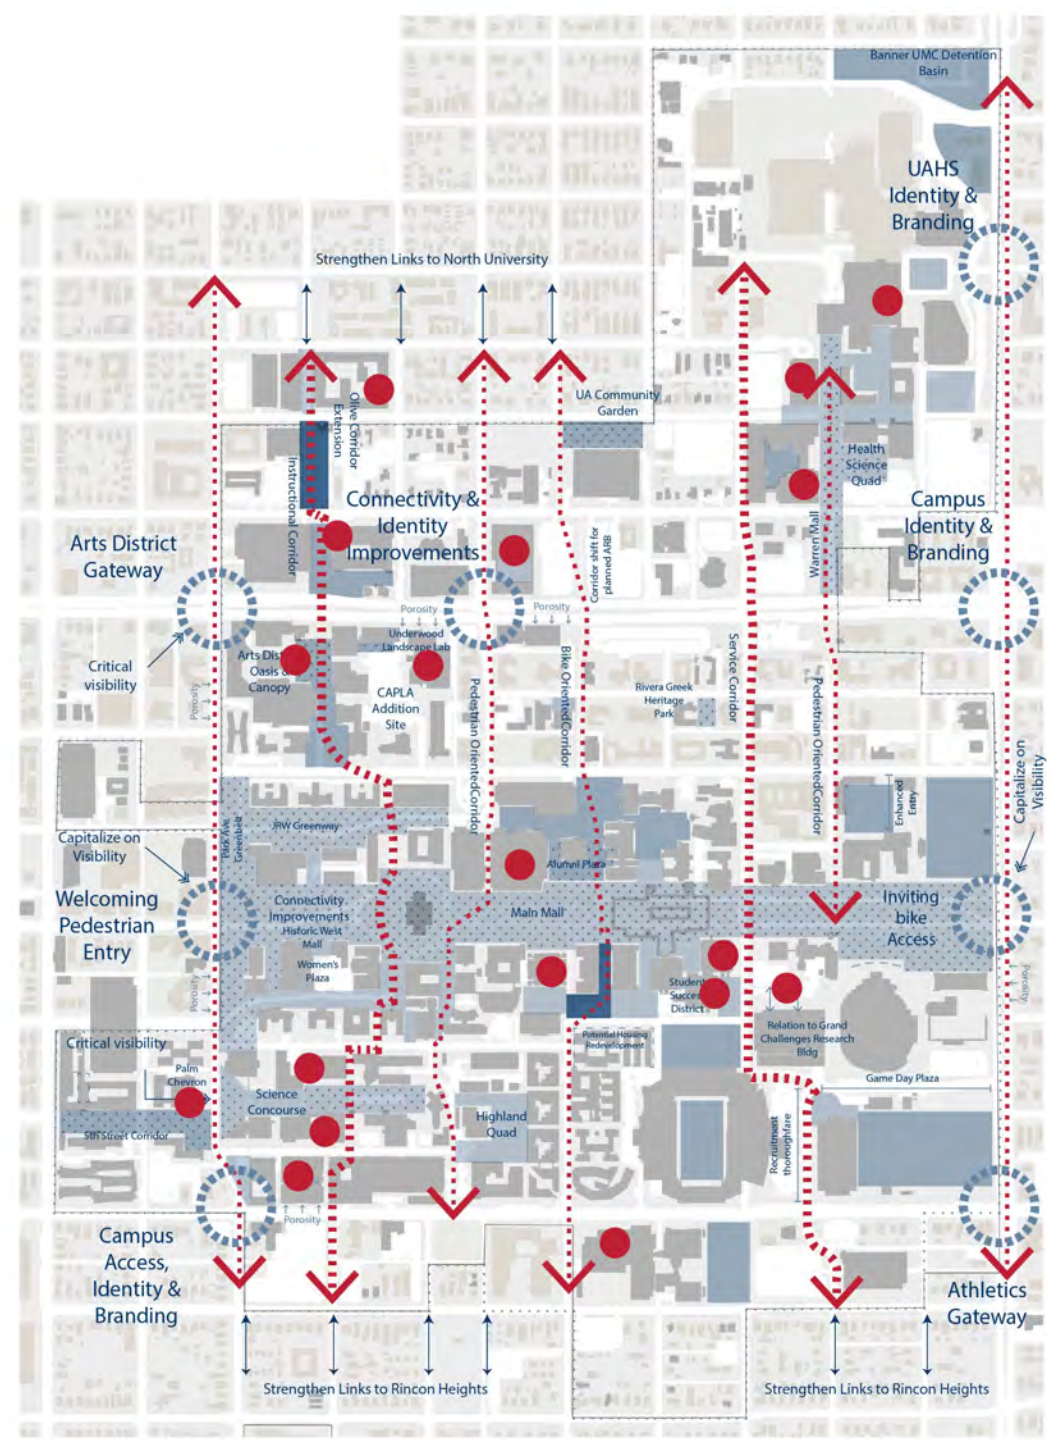 Banner UMC Detention
Basin
UAHS
Identity &
Branding
Strengthen Links to North University
Olive Corridor
Extension
UA Community
Garden
Instructional Corridor
Connectivity &
Identity
Improvements
Health
Science
Quad
Campus
Identity &
Branding
Warren Mall
Corridor shift for
planned ARB
Arts District
Gateway
Porosity
Porosity
Underwood
Landscape Lab
Critical
visibility
Arts Dis
Oasis &
Canopy
CAPLA
Addition
Site
Porosity
Pedestrian Oriented Corridor
Bike Oriented Corridor
Rivera Greek
Heritage
Park
Service Corridor
Pedestrian Oriented Corridor
Capitalize on
Visibility
Enhanced
Entry
Capitalize on
Visibility
Park Ave
Greenbelt
JRW Greenway
Alumni Plaza
Welcoming
Pedestrian
Entry
Connectivity
Improvements
Historic West
Mall
Main Mall
Inviting
bike
Access
Women's
Plaza
Porosity
Student
Success
District
Porosity
Critical visibility
Potential Housing
Redevelopment
Relation to Grand
Challenges Research
Bldg
Palm
Chevron
Science
Concourse
Game Day Plaza
5th Street Corridor
Highland
Quad
Recruitment
thoroughfare
Porosity
Campus
Access,
Identity &
Branding
Athletics
Gateway
Strengthen Links to Rincon Heights
Strengthen Links to Rincon Heights